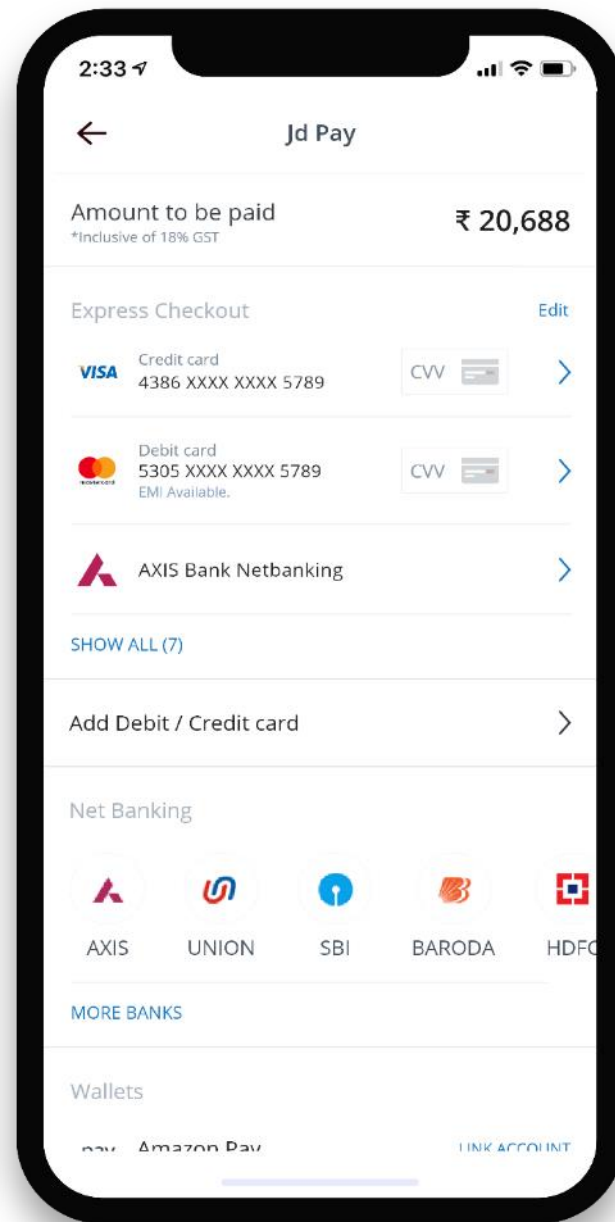 2:33
Jd Pay
Amount to be paid
₹ 20,688
*Inclusive of 18% GST
Express Checkout
Edit
VISA
Credit card
4386 XXXX XXXX 5789
CVV
Debit card
5305 XXXX XXXX 5789
CVV
EMI Available.
AXIS Bank Netbanking
SHOW ALL (7)
Add Debit / Credit card
Net Banking
AXIS UNION SBI BARODA HDFC
MORE BANKS
Wallets
pay Amazon Pay LINK ACCOUNT